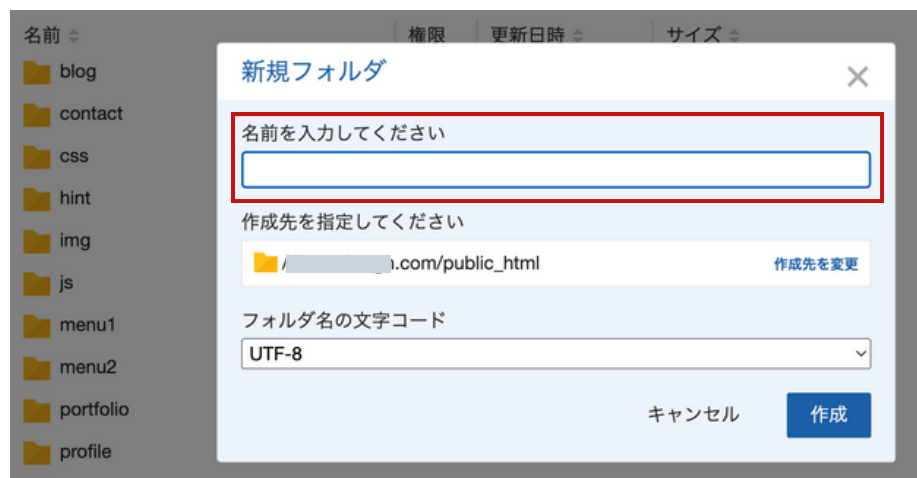 名前 権限 更新日時 サイズ
blog
contact
css
hint
img
js
menu1
menu2
portfolio
profile
新規フォルダ
名前を入力してください
作成先を指定してください
.com/public_html 作成先を変更
フォルダ名の文字コード
UTF-8
キャンセル 作成